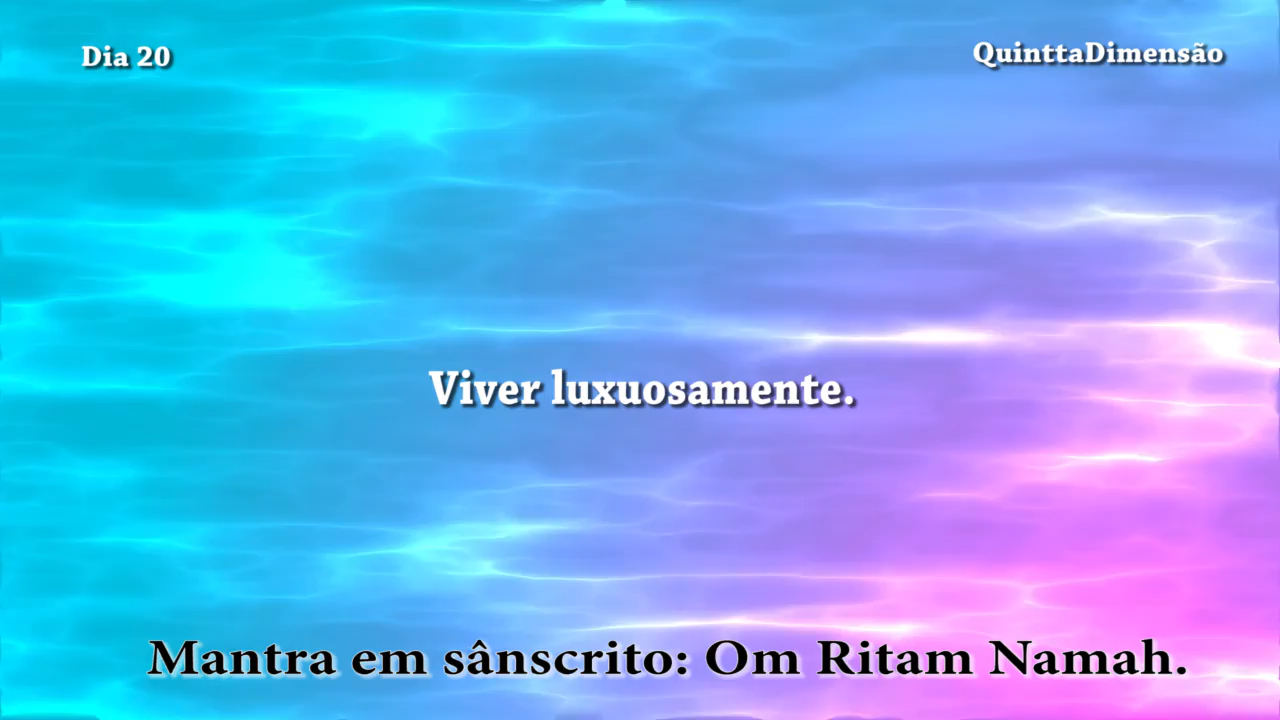 Dia 20
QuinttaDimensão
Viver luxuosamente.
Mantra em sânscrito: Om Ritam Namah.